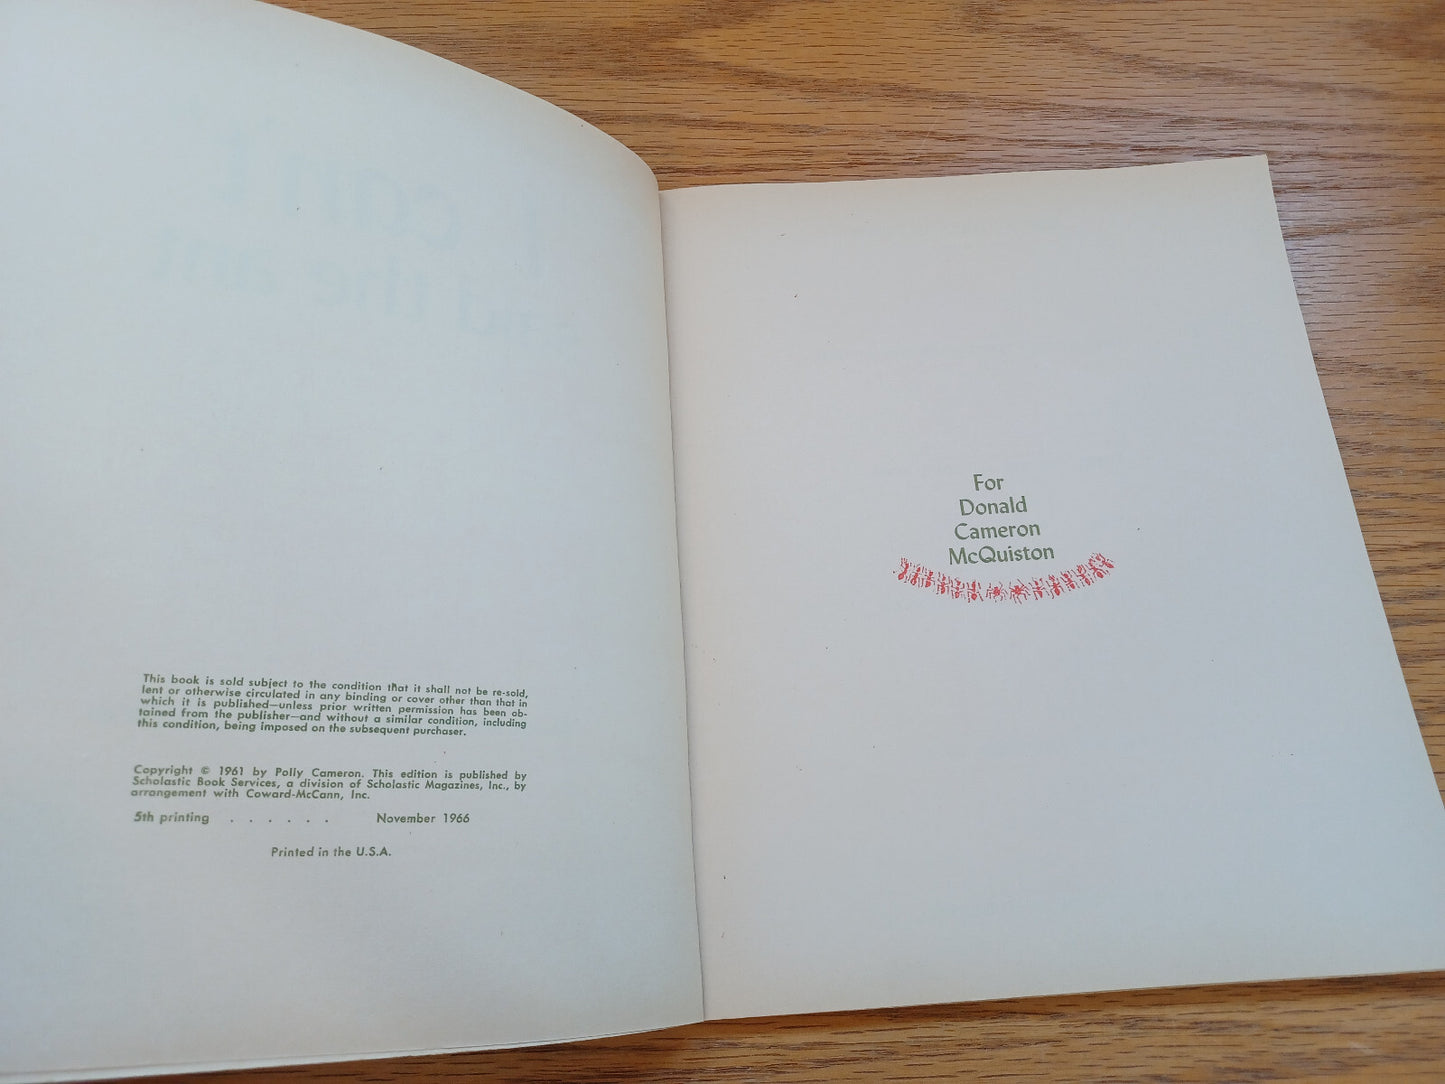 This book is sold subject to the condition that it shall not be re-sold,
lent or otherwise circulated in any binding or cover other than that in
which it is published—unless prior written permission has been ob-
tained from the publisher—and without a similar condition, including
this condition, being imposed on the subsequent purchaser.
Copyright © 1961 by Polly Cameron. This edition is published by
Scholastic Book Services, a division of Scholastic Magazines, Inc., by
arrangement with Coward-McCann, Inc.
5th printing . . . . . . November 1966
Printed in the U.S.A.
For
Donald
Cameron
McQuiston